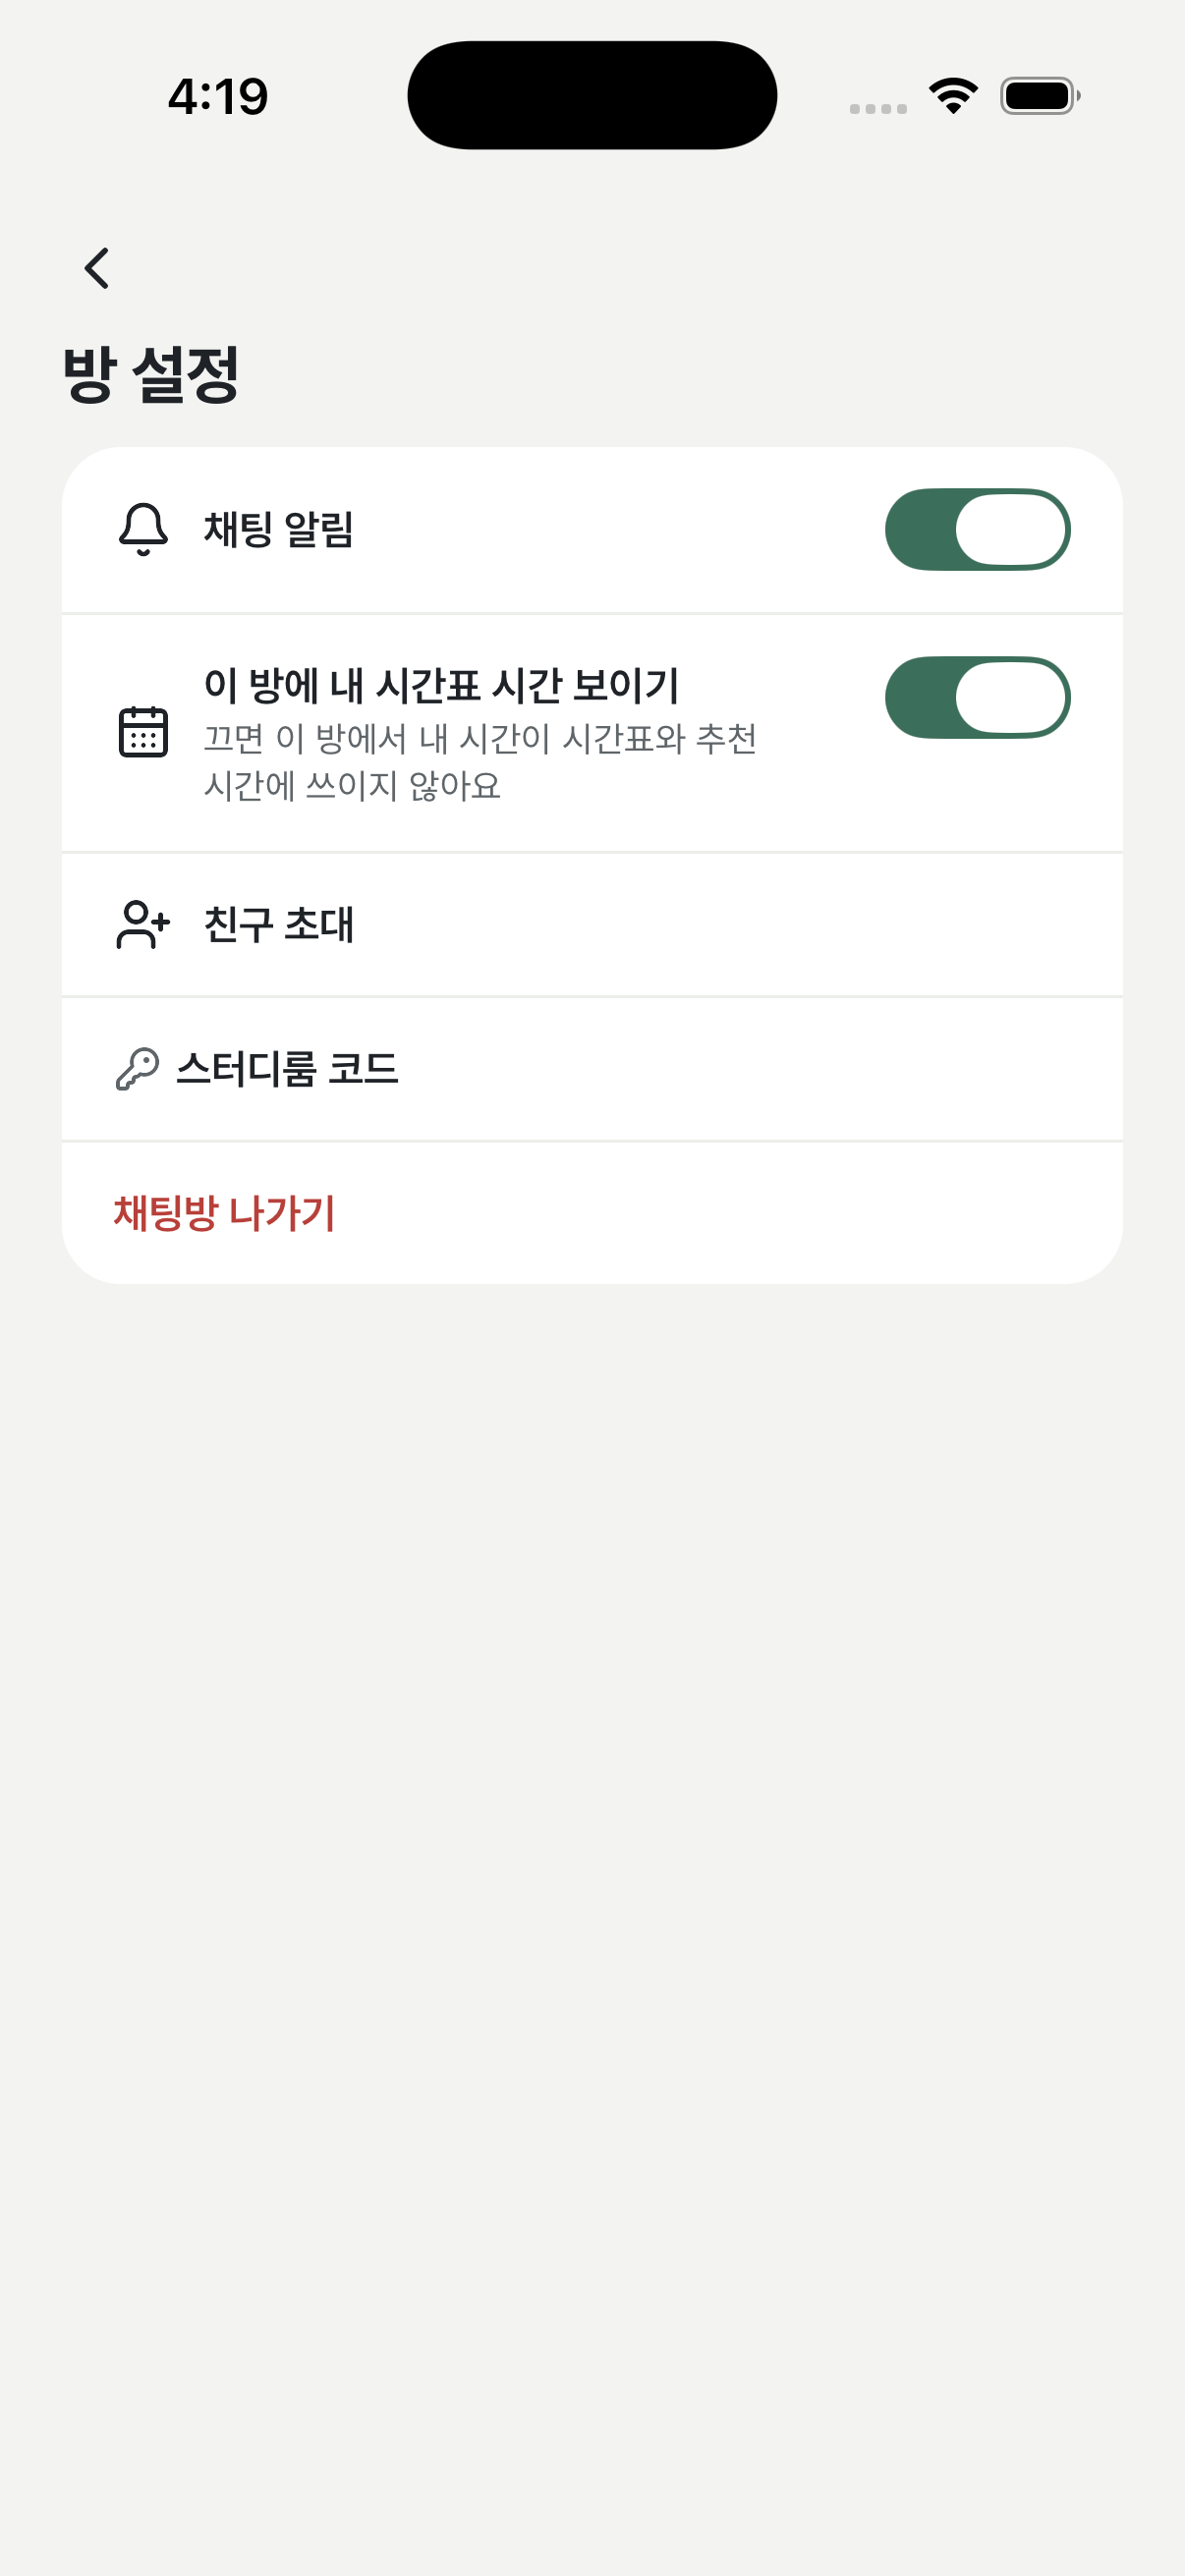 4:19
방 설정
채팅 알림
이 방에 내 시간표 시간 보이기
끄면 이 방에서 내 시간이 시간표와 추천
시간에 쓰이지 않아요
친구 초대
스터디룸 코드
채팅방 나가기